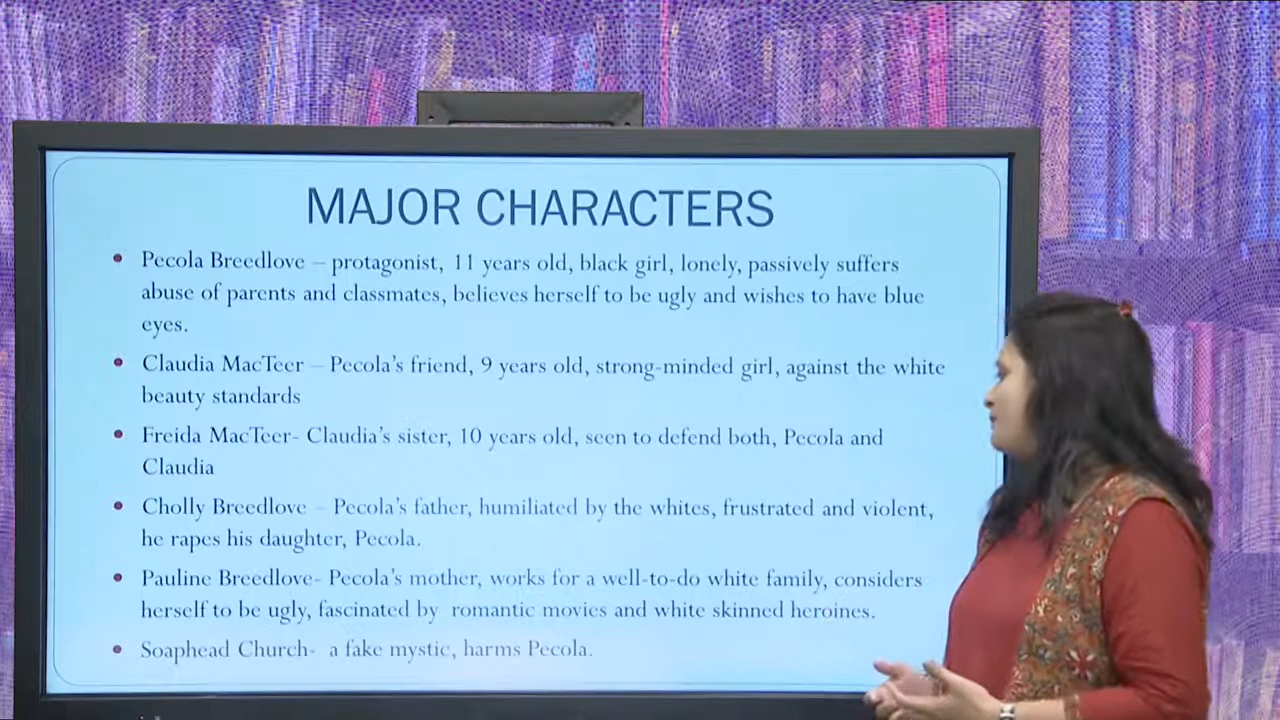 MAJOR CHARACTERS
• Pecola Breedlove – protagonist, 11 years old, black girl, lonely, passively suffers
abuse of parents and classmates, believes herself to be ugly and wishes to have blue
eyes.
• Claudia MacTeer – Pecola's friend, 9 years old, strong-minded girl, against the white
beauty standards
• Freida MacTeer- Claudia's sister, 10 years old, seen to defend both, Pecola and
Claudia
• Cholly Breedlove – Pecola's father, humiliated by the whites, frustrated and violent,
he rapes his daughter, Pecola.
• Pauline Breedlove- Pecola's mother, works for a well-to-do white family, considers
herself to be ugly, fascinated by romantic movies and white skinned heroines.
• Soaphead Church- a fake mystic, harms Pecola.